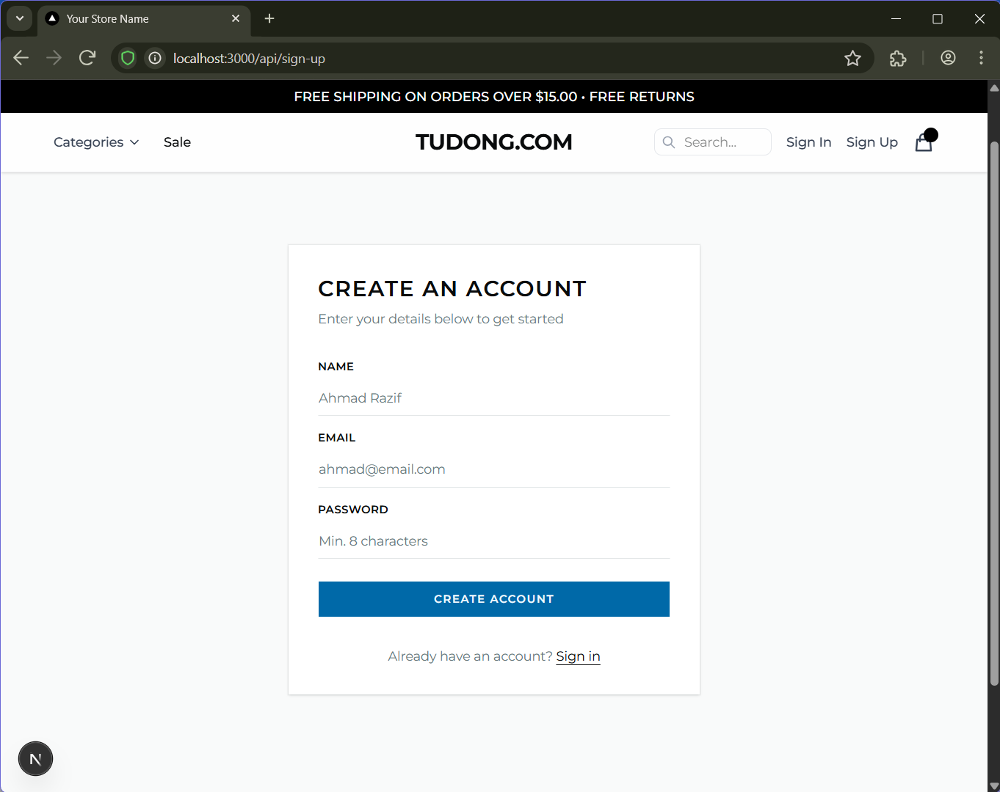 Your Store Name
localhost:3000/api/sign-up
FREE SHIPPING ON ORDERS OVER $15.00 • FREE RETURNS
Categories
Sale
TUDONG.COM
Search...
Sign In
Sign Up
CREATE AN ACCOUNT
Enter your details below to get started
NAME
Ahmad Razif
EMAIL
ahmad@email.com
PASSWORD
Min. 8 characters
CREATE ACCOUNT
Already have an account? Sign in
N